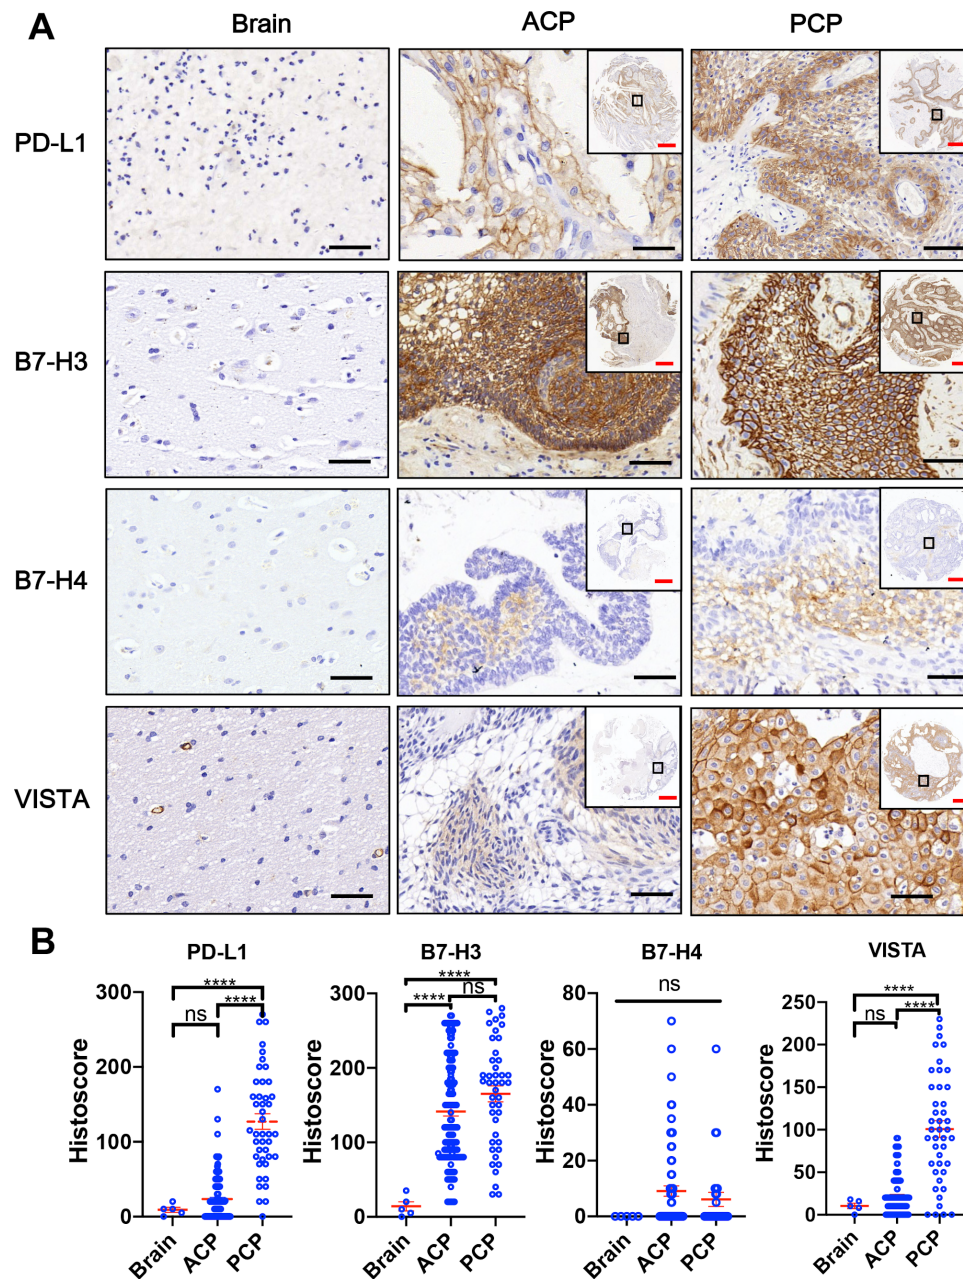 A
Brain ACP PCP
PD-L1
B7-H3
B7-H4
VISTA
B
PD-L1
****
ns
****
Histoscore
300
200
100
0
Brain ACP PCP
B7-H3
****
****
ns
Histoscore
300
200
100
0
Brain ACP PCP
B7-H4
ns
Histoscore
80
60
40
20
0
Brain ACP PCP
VISTA
****
ns
****
Histoscore
250
200
150
100
50
0
Brain ACP PCP